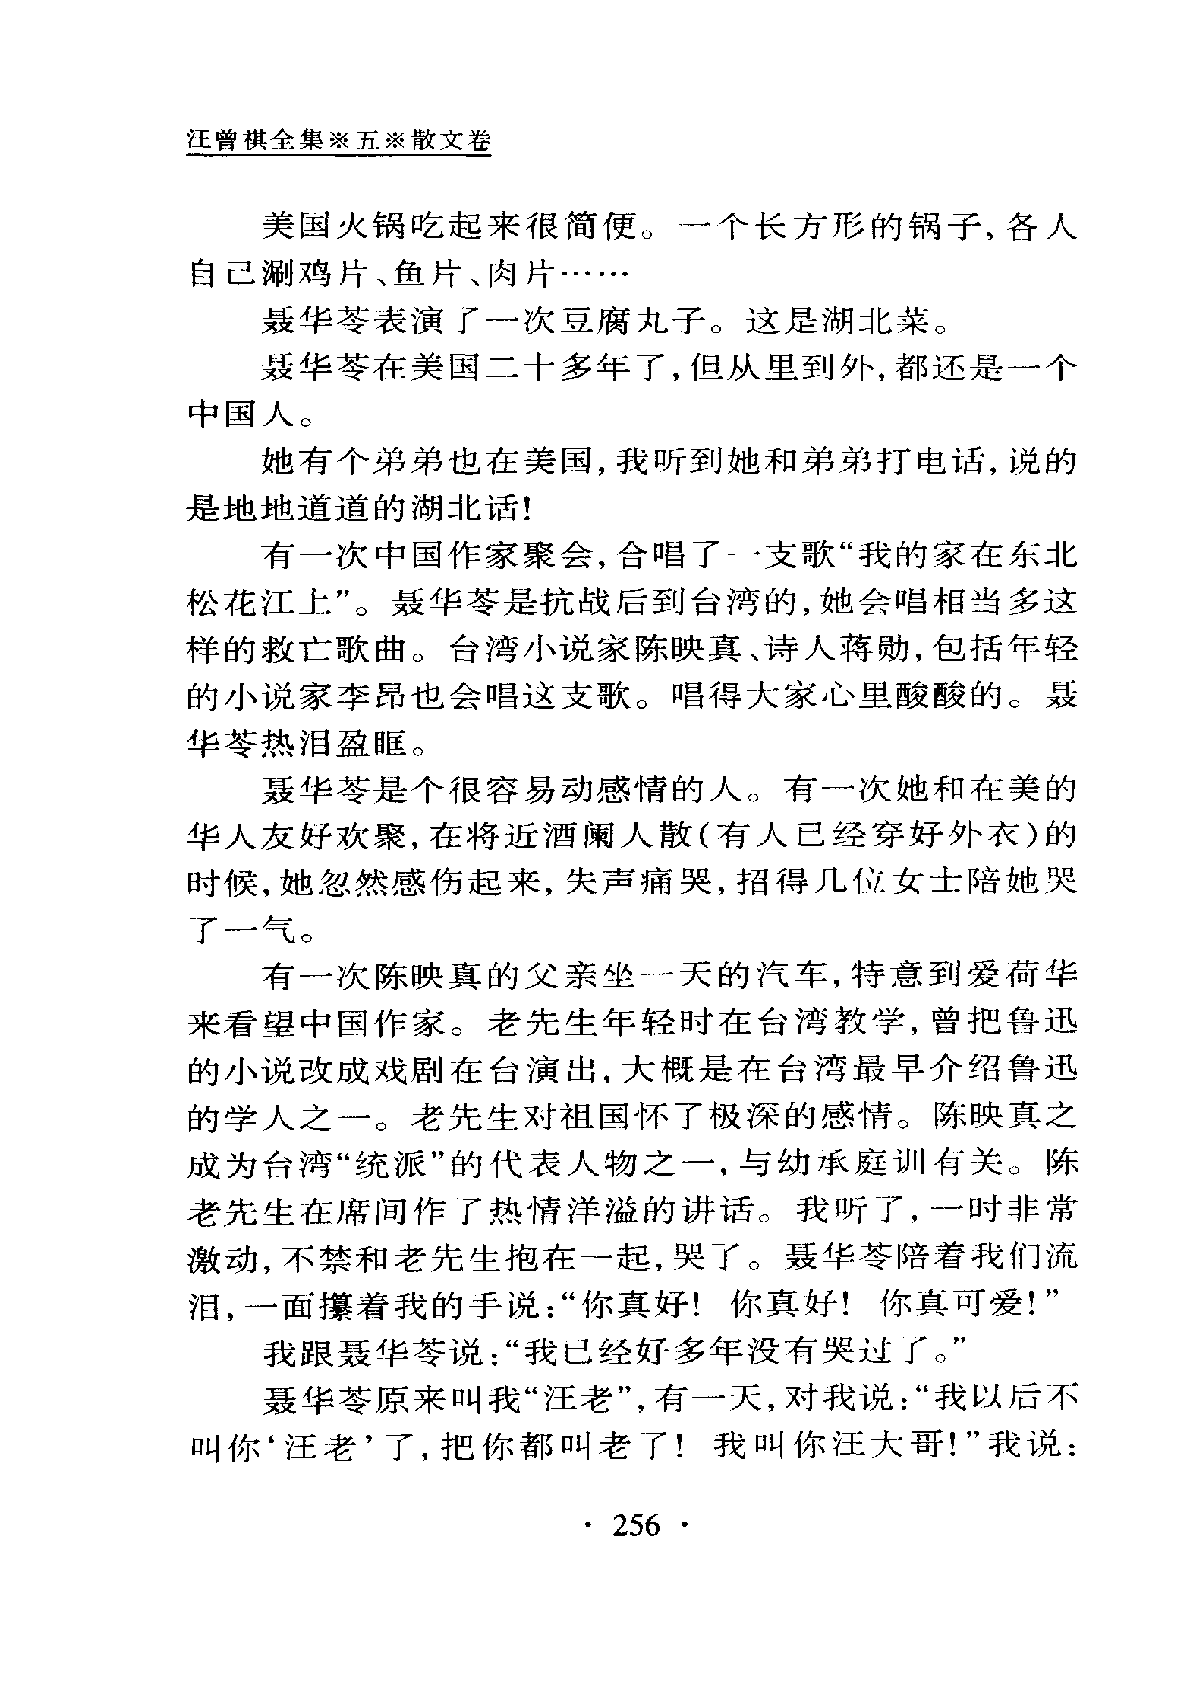 汪曾祺全集※五※散文卷
美国火锅吃起来很简便。一个长方形的锅子,各人
自己涮鸡片、鱼片、肉片……
聂华苓表演了一次豆腐丸子。这是湖北菜。
聂华苓在美国二十多年了,但从里到外,都还是一个
中国人。
她有个弟弟也在美国,我听到她和弟弟打电话,说的
是地地道道的湖北话!
有一次中国作家聚会,合唱了一支歌“我的家在东北
松花江上”。聂华苓是抗战后到台湾的,她会唱相当多这
样的救亡歌曲。台湾小说家陈映真、诗人蒋勋,包括年轻
的小说家李昂也会唱这支歌。唱得大家心里酸酸的。聂
华苓热泪盈眶。
聂华苓是个很容易动感情的人。有一次她和在美的
华人友好欢聚,在将近酒阑人散(有人已经穿好外衣)的
时候,她忽然感伤起来,失声痛哭,招得几位女士陪她哭
了一气。
有一次陈映真的父亲坐一天的汽车,特意到爱荷华
来看望中国作家。老先生年轻时在台湾教学,曾把鲁迅
的小说改成戏剧在台演出,大概是在台湾最早介绍鲁迅
的学人之一。老先生对祖国怀了极深的感情。陈映真之
成为台湾“统派”的代表人物之一,与幼承庭训有关。陈
老先生在席间作了热情洋溢的讲话。我听了,一时非常
激动,不禁和老先生抱在一起,哭了。聂华苓陪着我们流
泪,一面攥着我的手说:“你真好! 你真好! 你真可爱!”
我跟聂华苓说:“我已经好多年没有哭过了。”
聂华苓原来叫我“汪老”,有一天,对我说:“我以后不
叫你‘汪老’了,把你都叫老了! 我叫你汪大哥!”我说:
· 256 ·